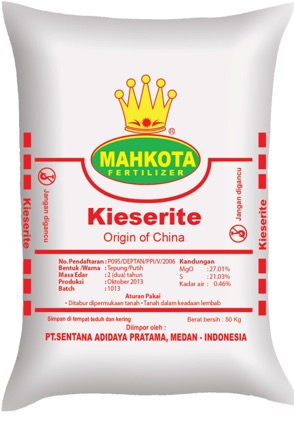 ®
MAHKOTA
FERTILIZER
Kieserite
Origin of China
Jangan digancu
Kieserite
Jangan digancu
Kieserite
No.Pendaftaran : P095/DEPTAN/PPI/V/2006
Bentuk /Warna : Tepung/Putih
Masa Edar : 2 (dua) tahun
Produksi : Oktober 2013
Batch : 1013
Kandungan
MgO : 27.01%
S : 21.03%
Kadar air : 0.46%
Aturan Pakai
• Ditabur dipermukaan tanah • Tanah dalam keadaan lembab
Simpan di tempat teduh dan kering
Berat bersih : 50 Kg
Diimpor oleh :
PT.SENTANA ADIDAYA PRATAMA, MEDAN - INDONESIA